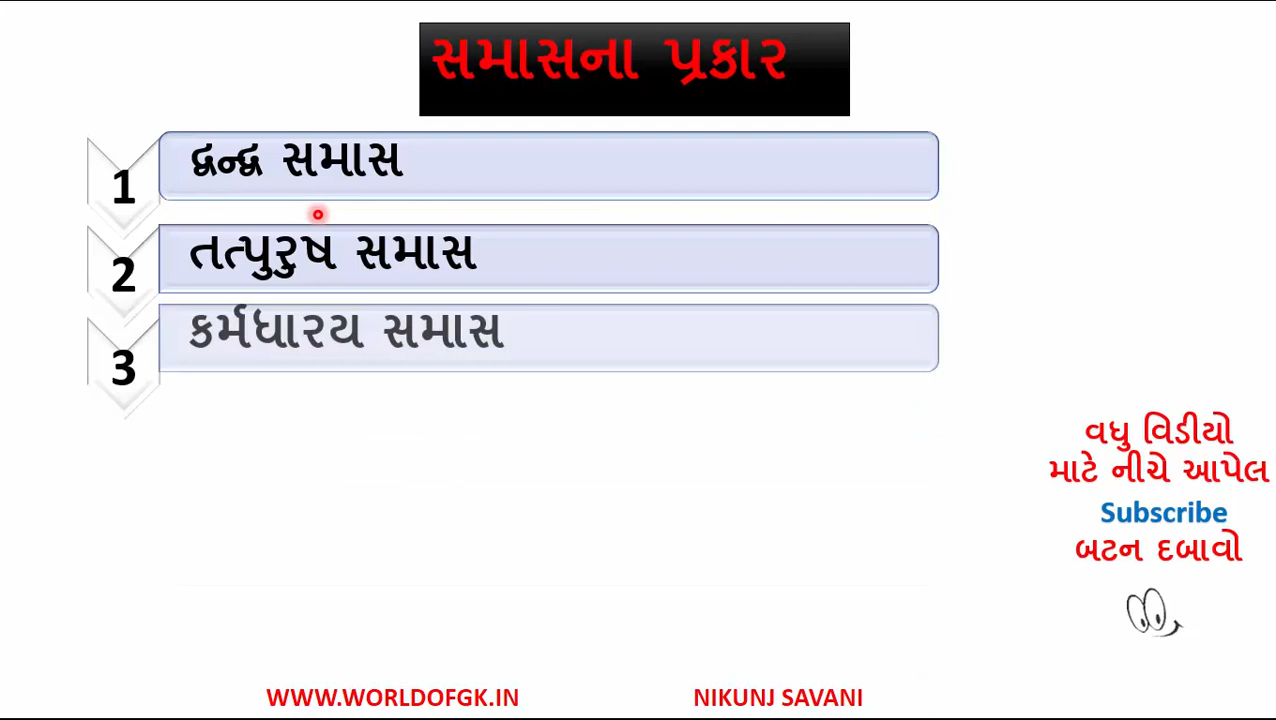 સમાસના પ્રકાર
1 દ્વન્દ્વ સમાસ
2 તત્પુરુષ સમાસ
3 કર્મધારય સમાસ
વધુ વિડીયો
માટે નીચે આપેલ
Subscribe
બટન દબાવો
WWW.WORLDOFGK.IN NIKUNJ SAVANI